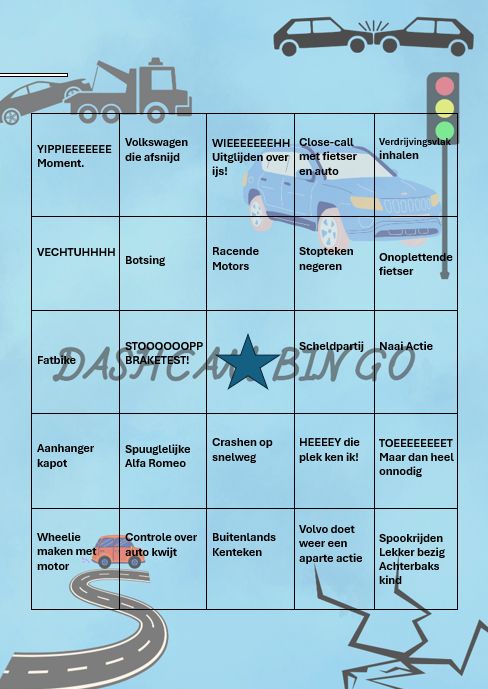 YIPPIEEEEEEE
Moment.
Volkswagen
die afsnijd
WIEEEEEEEHH
Uitglijden over
ijs!
Close-call
met fietser
en auto
Verdrijvingsvlak
inhalen
VECHTUHHHH
Botsing
Racende
Motors
Stopteken
negeren
Onoplettende
fietser
Fatbike
STOOOOOOPP
BRAKETEST!
Scheldpartij
Naai Actie
DASHCAM BINGO
Aanhanger
kapot
Spuuglelijke
Alfa Romeo
Crashen op
snelweg
HEEEEY die
plek ken ik!
TOEEEEEEEET
Maar dan heel
onnodig
Wheelie
maken met
motor
Controle over
auto kwijt
Buitenlands
Kenteken
Volvo doet
weer een
aparte actie
Spookrijden
Lekker bezig
Achterbaks
kind